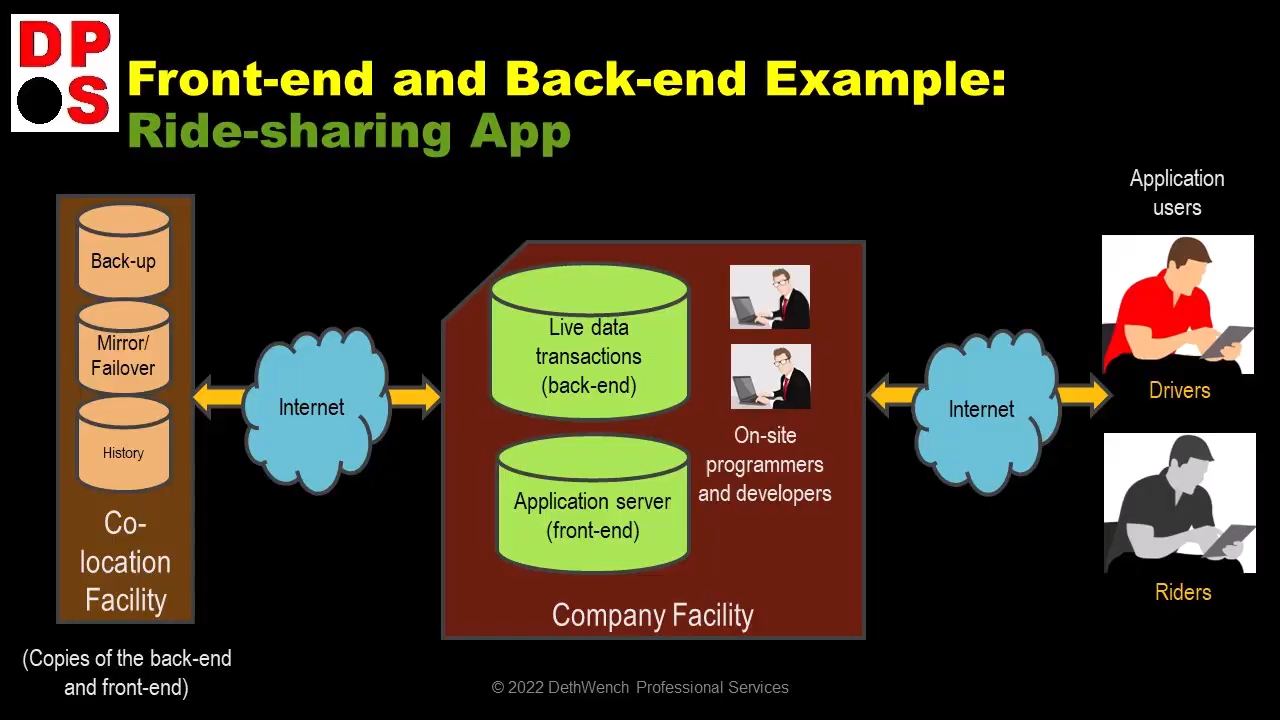 DP
S
Front-end and Back-end Example:
Ride-sharing App
Application
users
Back-up
Mirror/
Failover
History
Co-
location
Facility
(Copies of the back-end
and front-end)
Internet
Live data
transactions
(back-end)
Application server
(front-end)
On-site
programmers
and developers
Company Facility
Internet
Drivers
Riders
© 2022 DethWench Professional Services